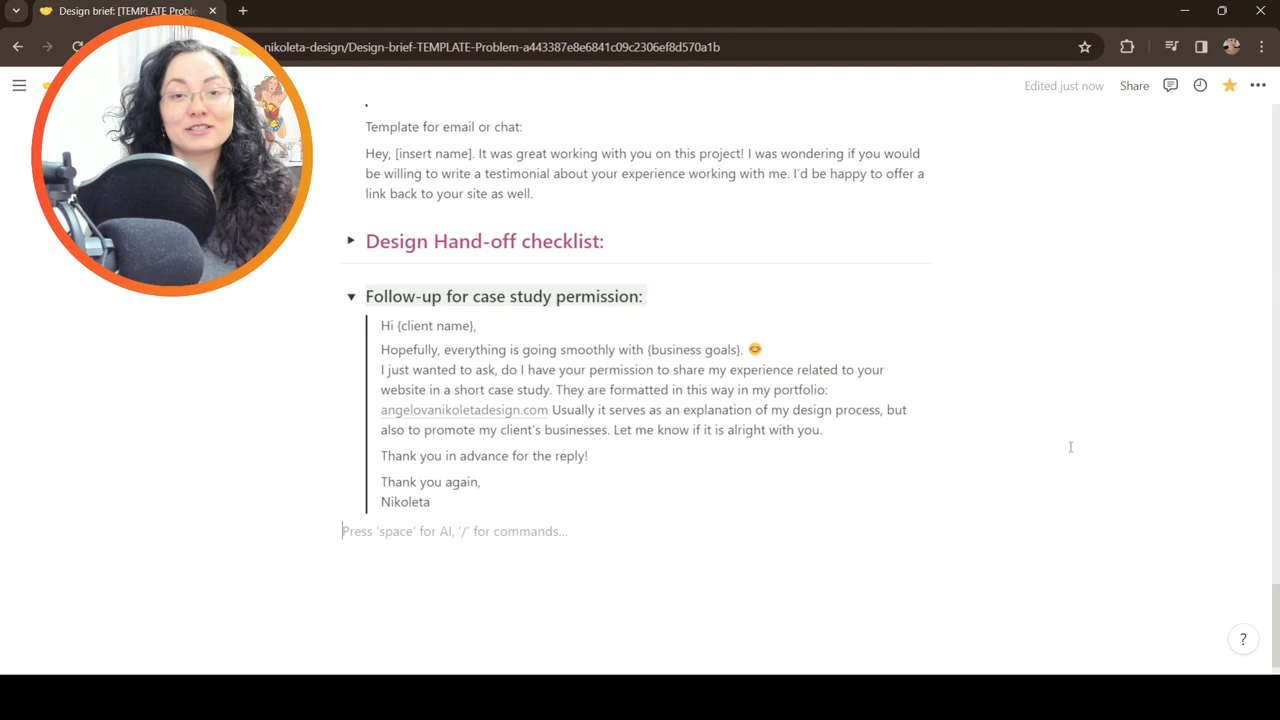 Design brief: [TEMPLATE Proble
nikoleta-design/Design-brief-TEMPLATE-Problem-a443387e8e6841c09c2306ef8d570a1b
Edited just now
Share
Template for email or chat:
Hey, [insert name]. It was great working with you on this project! I was wondering if you would
be willing to write a testimonial about your experience working with me. I'd be happy to offer a
link back to your site as well.
Design Hand-off checklist:
Follow-up for case study permission:
Hi {client name},
Hopefully, everything is going smoothly with {business goals}. 😊
I just wanted to ask, do I have your permission to share my experience related to your
website in a short case study. They are formatted in this way in my portfolio:
angelovanikoletadesign.com Usually it serves as an explanation of my design process, but
also to promote my client's businesses. Let me know if it is alright with you.
Thank you in advance for the reply!
Thank you again,
Nikoleta
Press 'space' for AI, '/' for commands...
?